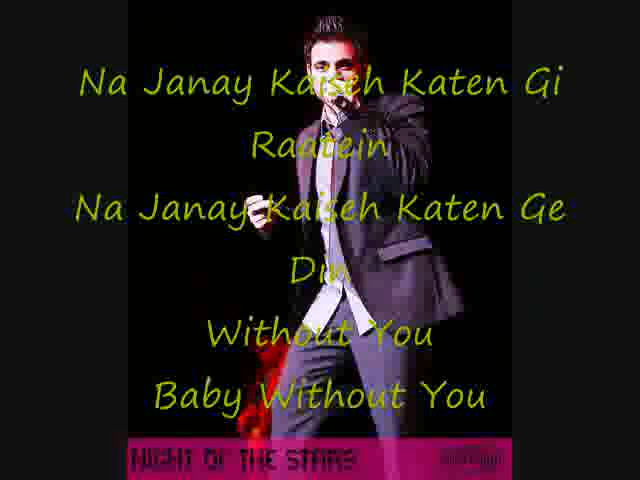 Na Janay Kaiseh Katen Gi
Raatein
Na Janay Kaiseh Katen Ge
Din
Without You
Baby Without You
NIGHT OF THE STARS